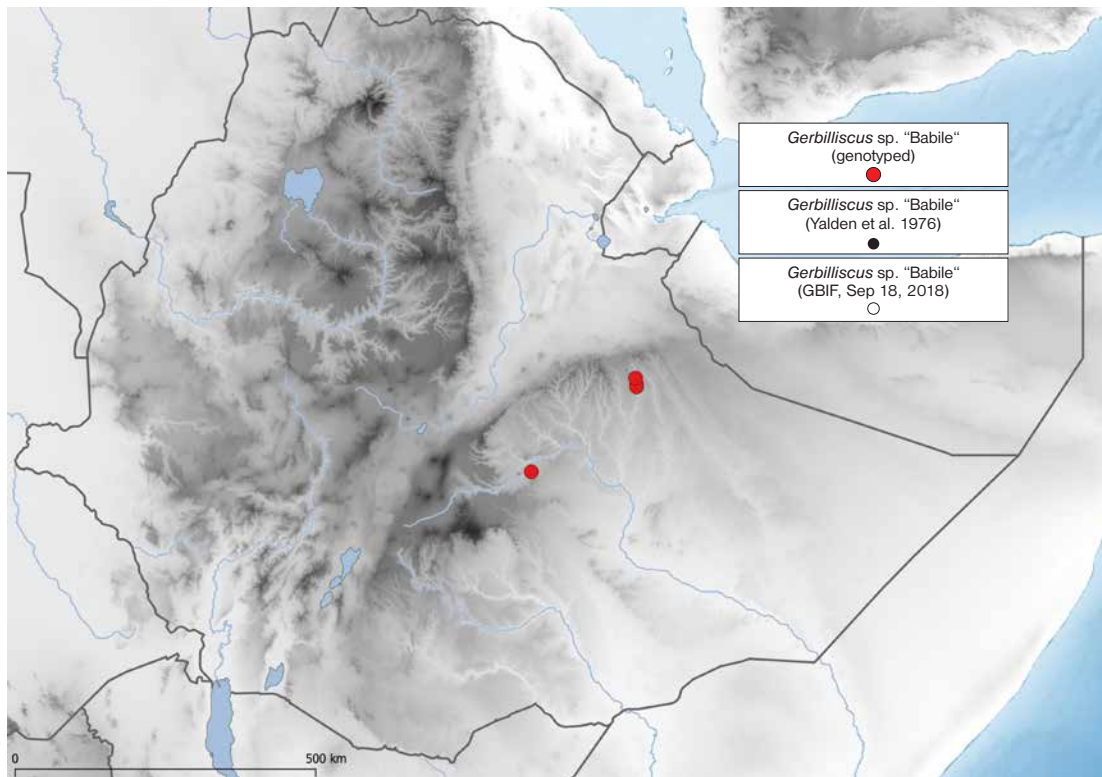 Gerbilliscus sp. "Babile“
(genotyped)
Gerbilliscus sp. "Babile“
(Yalden et al. 1976)
Gerbilliscus sp. "Babile“
(GBIF, Sep 18, 2018)
0 500 km